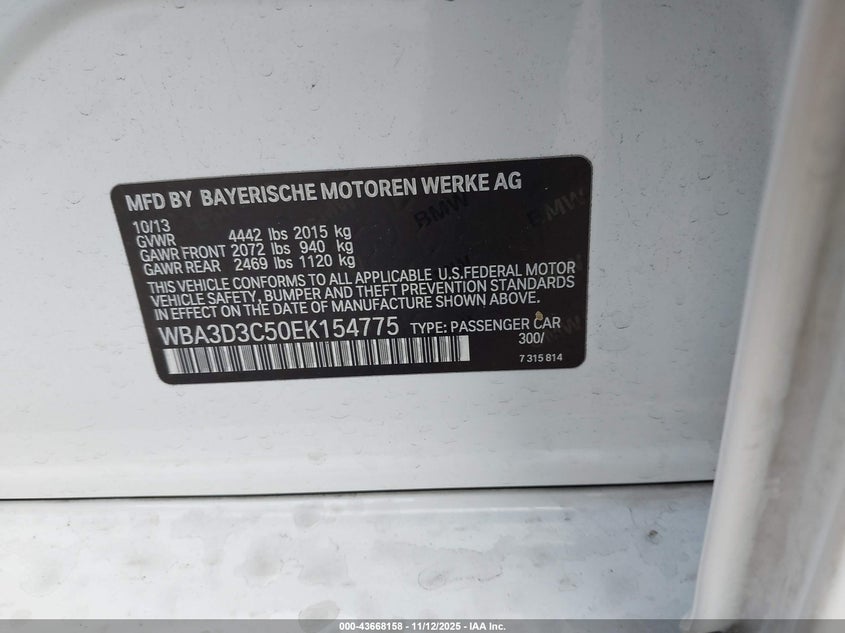 MFD BY BAYERISCHE MOTOREN WERKE AG
10/13
GVWR 4442 lbs 2015 kg
GAWR FRONT 2072 lbs 940 kg
GAWR REAR 2469 lbs 1120 kg
THIS VEHICLE CONFORMS TO ALL APPLICABLE U.S.FEDERAL MOTOR
VEHICLE SAFETY, BUMPER AND THEFT PREVENTION STANDARDS
IN EFFECT ON THE DATE OF MANUFACTURE SHOWN ABOVE.
WBA3D3C50EK154775 TYPE: PASSENGER CAR
300/
7 315 814
BMW
BMW
000-43668158 - 11/12/2025 - IAA Inc.